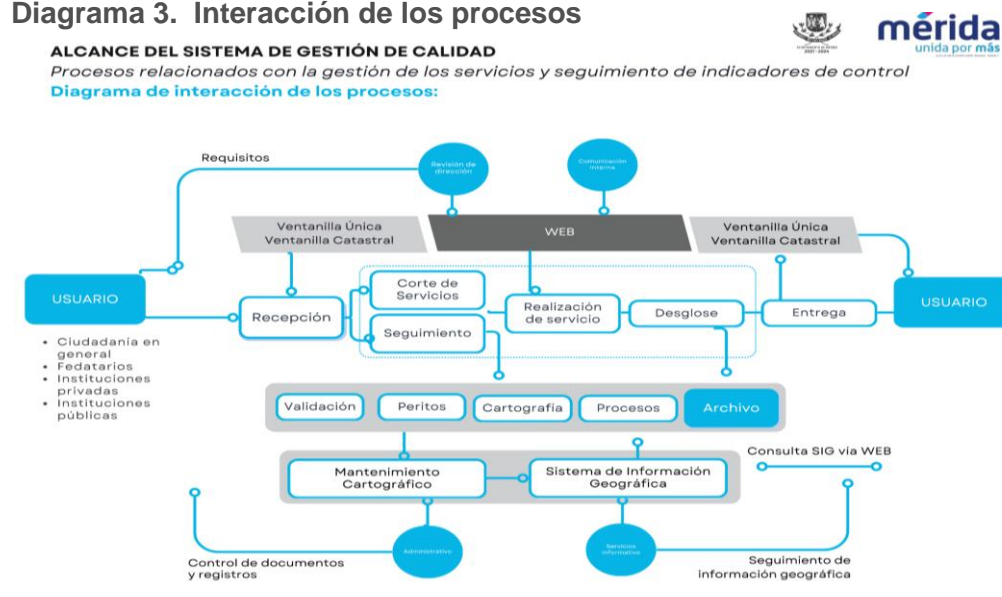 Diagrama 3. Interacción de los procesos
mérida
unida por más
ALCANCE DEL SISTEMA DE GESTIÓN DE CALIDAD
Procesos relacionados con la gestión de los servicios y seguimiento de indicadores de control
Diagrama de interacción de los procesos:
Requisitos
Revisión de
dirección
Comunicación
interna
Ventanilla Única
Ventanilla Catastral
WEB
Ventanilla Única
Ventanilla Catastral
USUARIO
Recepción
Corte de
Servicios
Seguimiento
Realización
de servicio
Desglose
Entrega
USUARIO
• Ciudadanía en
general
• Fedatarios
• Instituciones
privadas
• Instituciones
públicas
Validación
Peritos
Cartografía
Procesos
Archivo
Consulta SIG vía WEB
Mantenimiento
Cartográfico
Sistema de Información
Geográfica
Administrativo
Servicios
informativo
Control de documentos
y registros
Seguimiento de
información geográfica